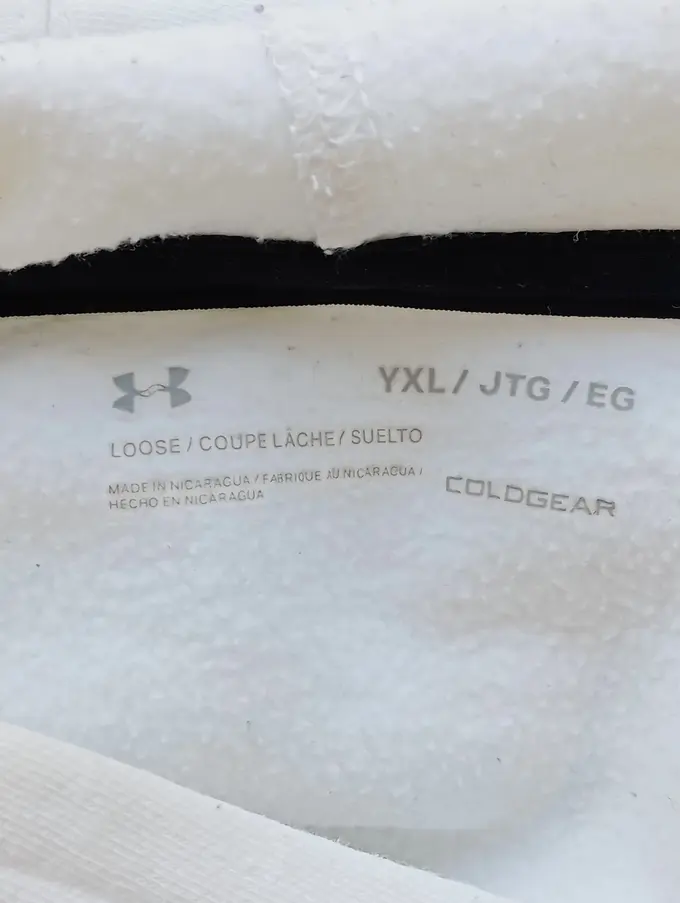 YXL / JTG / EG
LOOSE / COUPE LÂCHE / SUELTO
MADE IN NICARAGUA / FABRIQUÉ AU NICARAGUA /
HECHO EN NICARAGUA
COLDGEAR